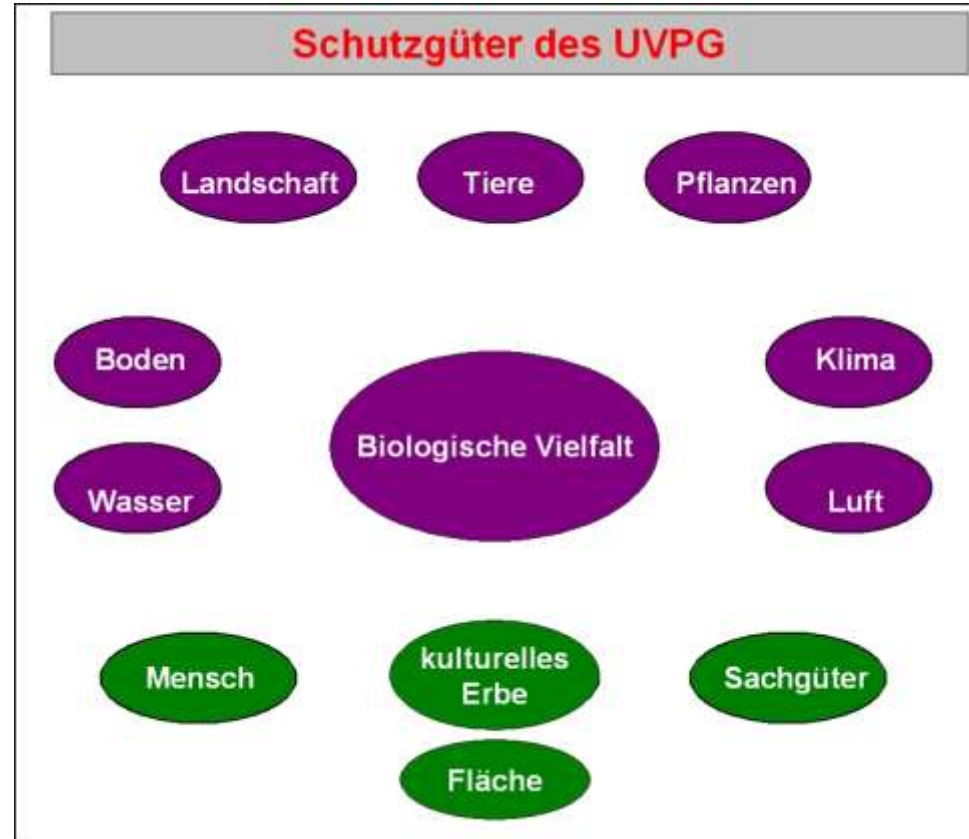 Schutzgüter des UVPG
Landschaft
Tiere
Pflanzen
Boden
Klima
Biologische Vielfalt
Wasser
Luft
Mensch
kulturelles
Erbe
Sachgüter
Fläche